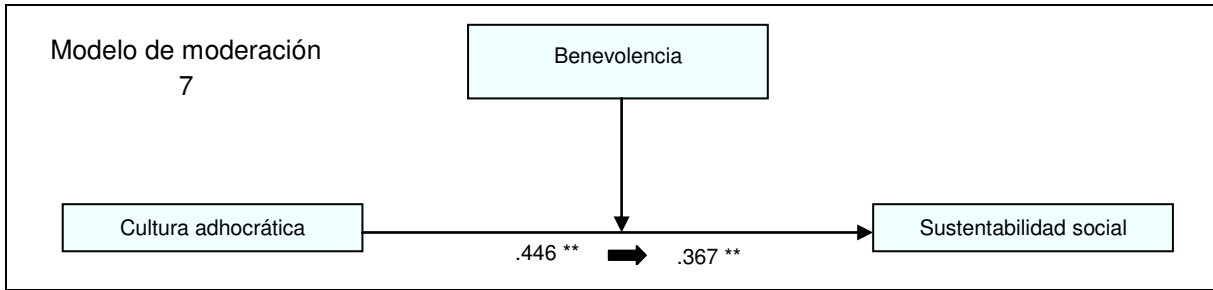 Modelo de moderación
7
Benevolencia
Cultura adhocrática
Sustentabilidad social
.446 ** .367 **